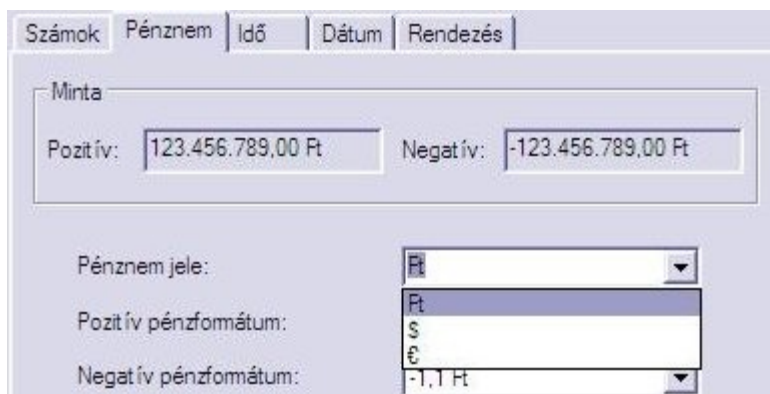 Számok Pénznem Idő Dátum Rendezés
Minta
Pozitív: 123.456.789,00 Ft Negatív: -123.456.789,00 Ft
Pénznem jele: Ft
Ft
Pozitív pénzformátum: $
€
Negatív pénzformátum: -1,1 Ft